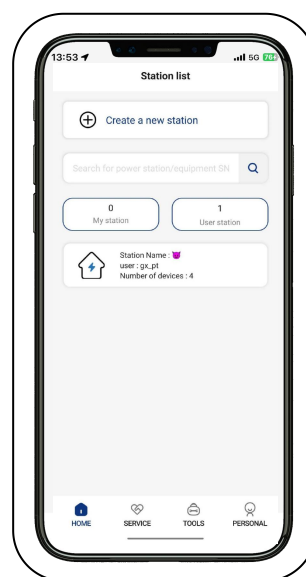 13:53
5G 76
Station list
Create a new station
Search for power station/equipment SN
0
My station
1
User station
Station Name : 😈
user : gx_pt
Number of devices : 4
HOME
SERVICE
TOOLS
PERSONAL